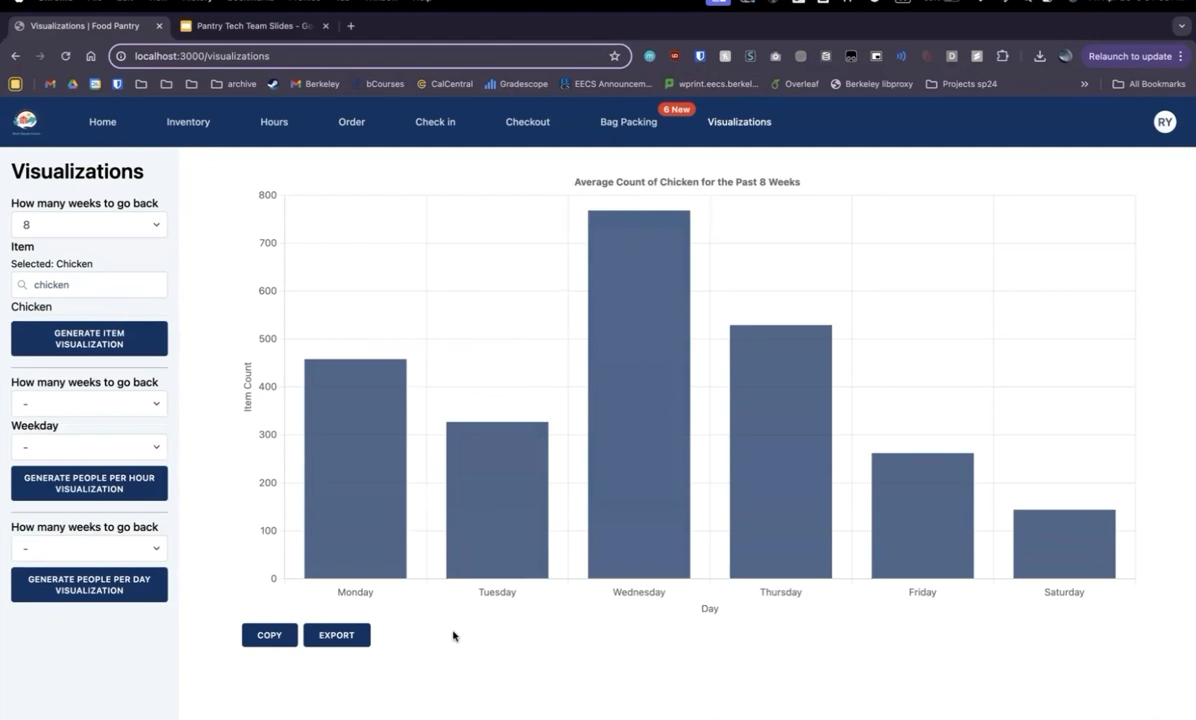 Visualizations | Food Pantry
Pantry Tech Team Slides - Go
localhost:3000/visualizations
Relaunch to update
archive
Berkeley
bCourses
CalCentral
Gradescope
EECS Announcem...
wprint.eecs.berkel...
Overleaf
Berkeley libproxy
Projects sp24
»
All Bookmarks
Home
Inventory
Hours
Order
Check in
Checkout
Bag Packing
6 New
Visualizations
RY
Visualizations
How many weeks to go back
8
Item
Selected: Chicken
chicken
Chicken
GENERATE ITEM
VISUALIZATION
How many weeks to go back
-
Weekday
-
GENERATE PEOPLE PER HOUR
VISUALIZATION
How many weeks to go back
-
GENERATE PEOPLE PER DAY
VISUALIZATION
Average Count of Chicken for the Past 8 Weeks
800
700
600
500
400
300
200
100
0
Item Count
Monday
Tuesday
Wednesday
Thursday
Friday
Saturday
Day
COPY
EXPORT